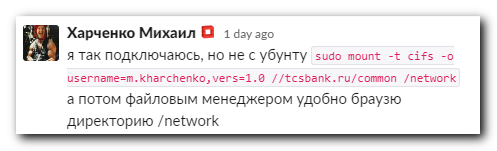 Харченко Михаил 1 day ago
я так подключаюсь, но не с убунту sudo mount -t cifs -o
username=m.kharchenko,vers=1.0 //tcsbank.ru/common /network
а потом файловым менеджером удобно браузю
директорию /network